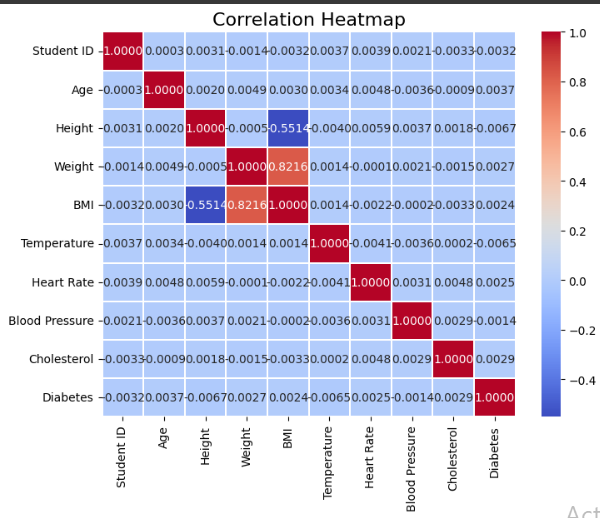 Correlation Heatmap
Student ID 1.0000 0.0003 0.0031 -0.0014 -0.0032 0.0037 0.0039 0.0021 -0.0033 -0.0032
Age 0.0003 1.0000 0.0020 0.0049 0.0030 0.0034 0.0048 -0.0036 -0.0009 0.0037
Height 0.0031 0.0020 1.0000 -0.0005 -0.5514 -0.0040 0.0059 0.0037 0.0018 -0.0067
Weight -0.0014 0.0049 -0.0005 1.0000 0.8216 0.0014 -0.0001 0.0021 -0.0015 0.0027
BMI -0.0032 0.0030 -0.5514 0.8216 1.0000 0.0014 -0.0022 -0.0002 -0.0033 0.0024
Temperature 0.0037 0.0034 -0.0040 0.0014 0.0014 1.0000 -0.0041 -0.0036 0.0002 -0.0065
Heart Rate 0.0039 0.0048 0.0059 -0.0001 -0.0022 -0.0041 1.0000 0.0031 0.0048 0.0025
Blood Pressure 0.0021 -0.0036 0.0037 0.0021 -0.0002 -0.0036 0.0031 1.0000 0.0029 -0.0014
Cholesterol -0.0033 -0.0009 0.0018 -0.0015 -0.0033 0.0002 0.0048 0.0029 1.0000 0.0029
Diabetes -0.0032 0.0037 -0.0067 0.0027 0.0024 -0.0065 0.0025 -0.0014 0.0029 1.0000
Student ID
Age
Height
Weight
BMI
Temperature
Heart Rate
Blood Pressure
Cholesterol
Diabetes
1.0
0.8
0.6
0.4
0.2
0.0
−0.2
−0.4
Act